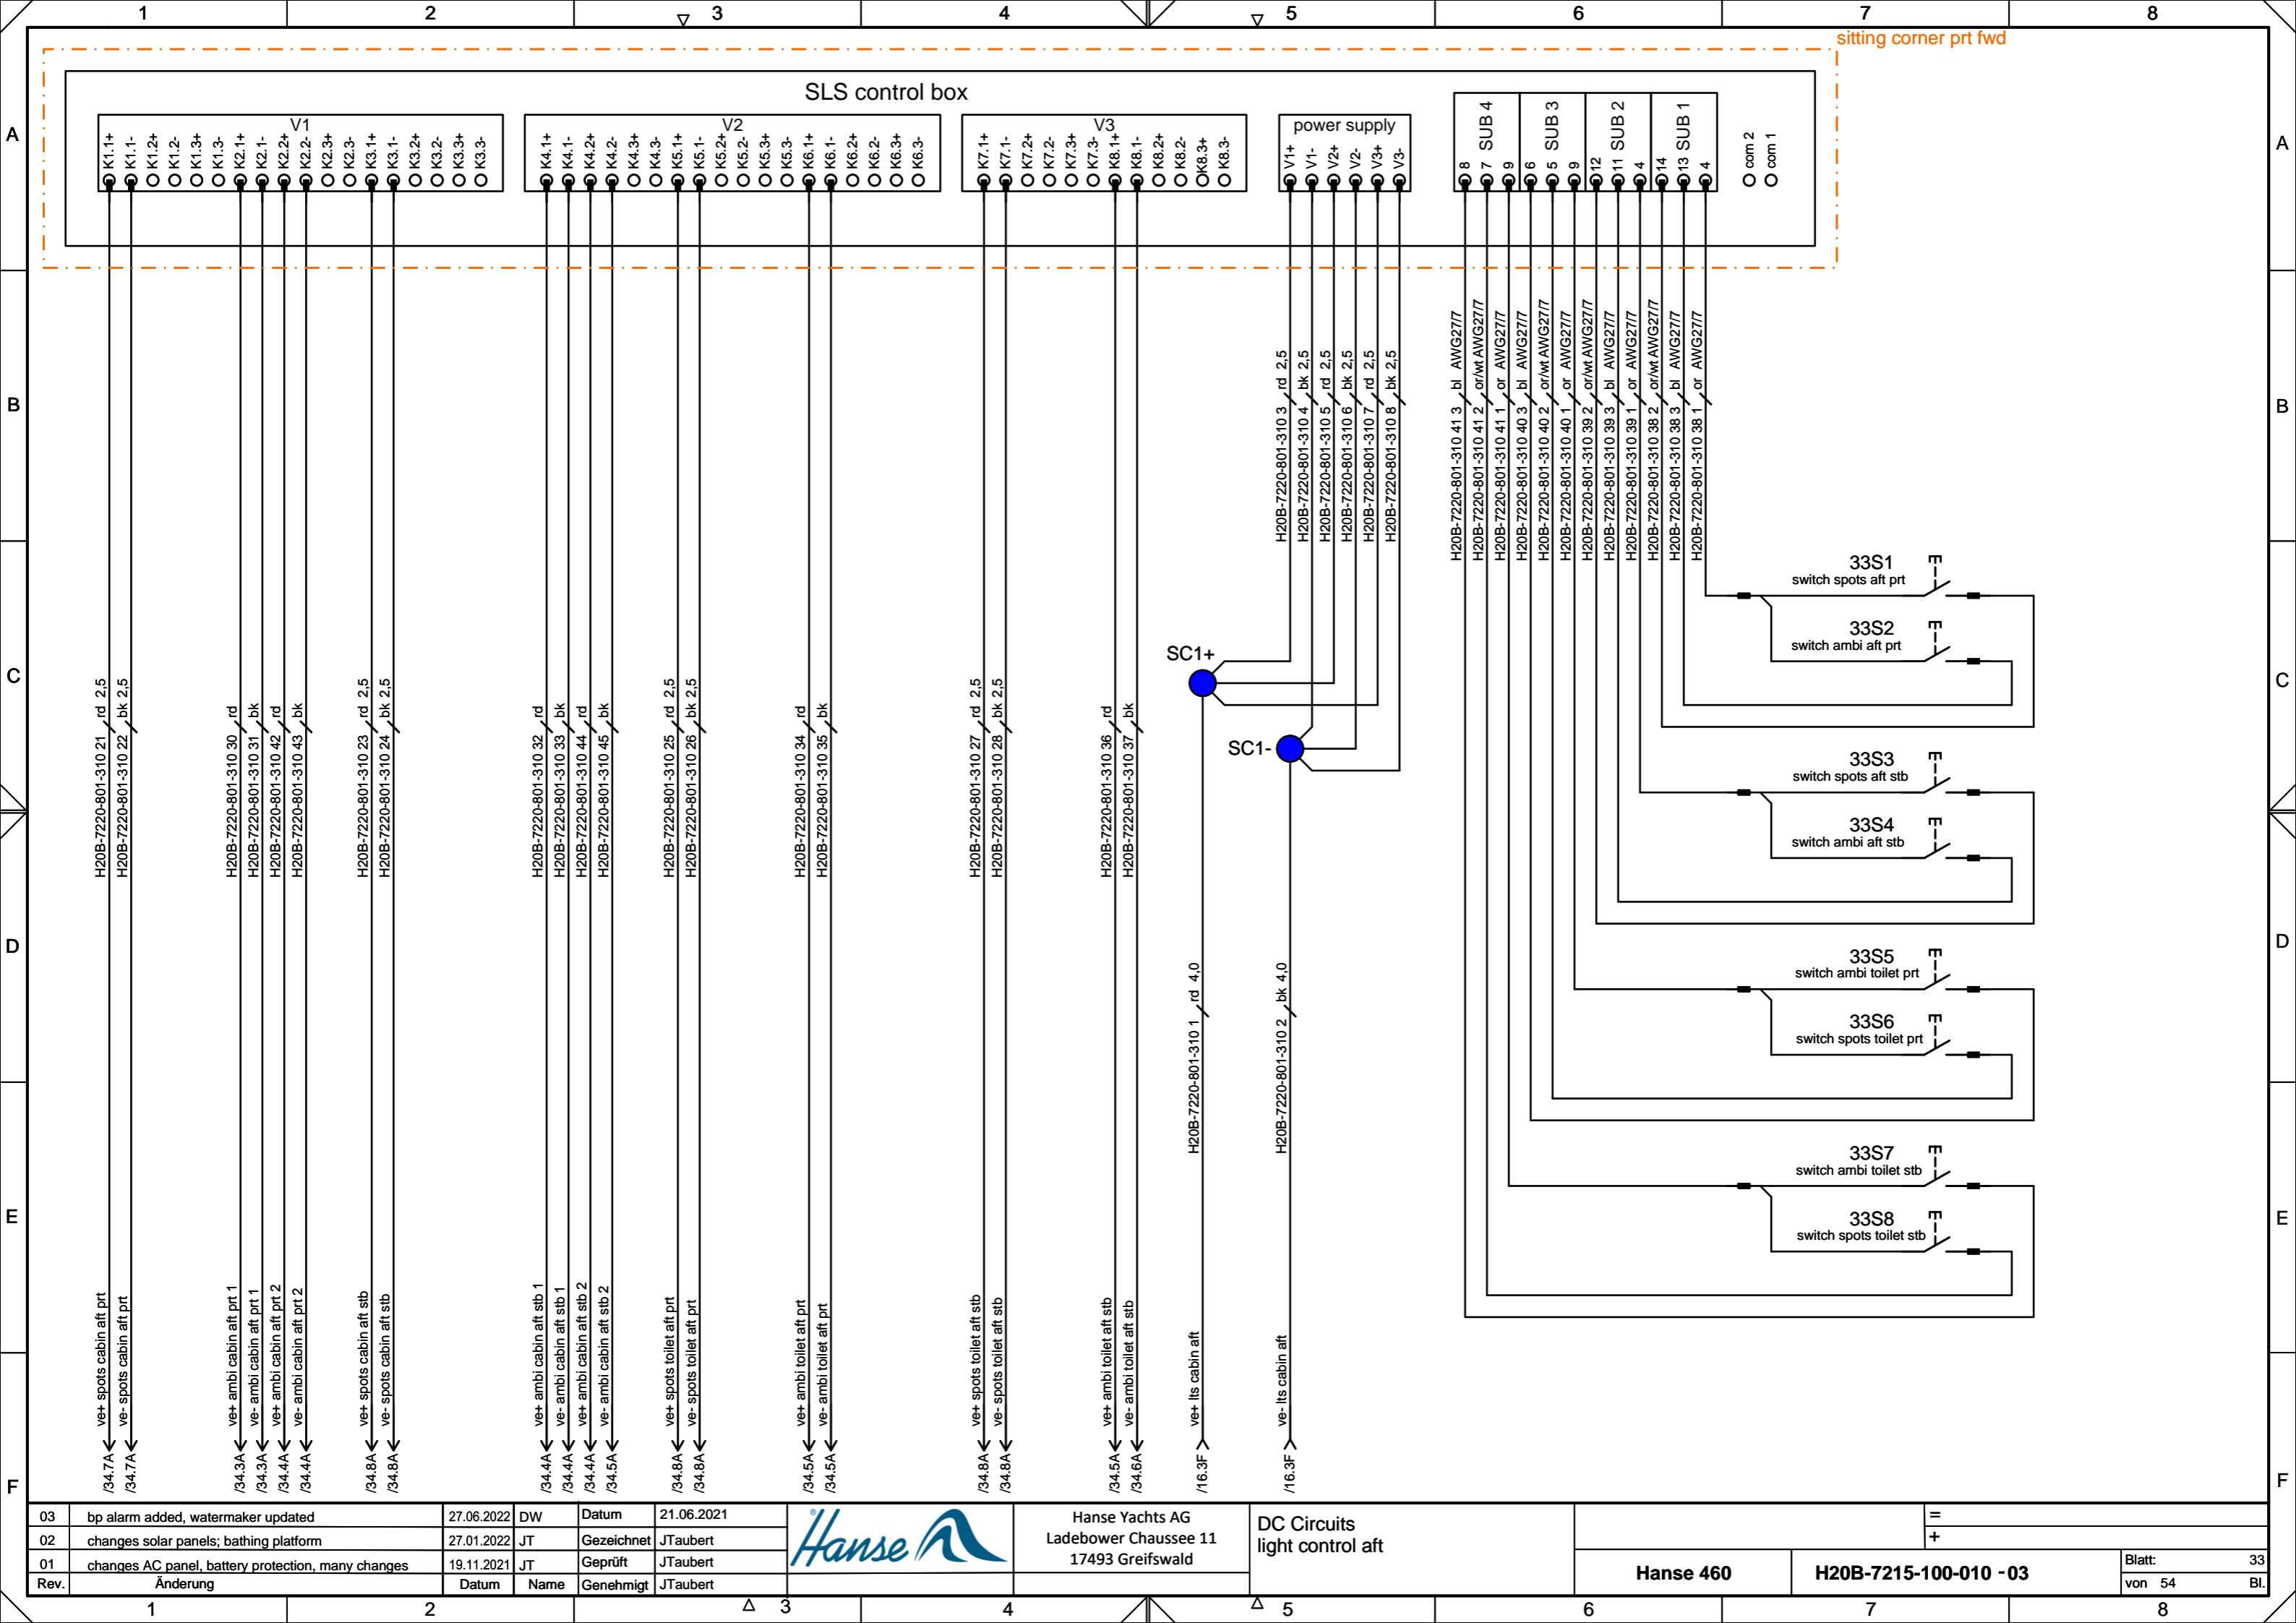 1 2 3 4 5 6 7 8
sitting corner prt fwd
SLS control box
V1
K1.1+ K1.1- K1.2+ K1.2- K1.3+ K1.3- K2.1+ K2.1- K2.2+ K2.2- K2.3+ K2.3- K3.1+ K3.1- K3.2+ K3.2- K3.3+ K3.3-
V2
K4.1+ K4.1- K4.2+ K4.2- K4.3+ K4.3- K5.1+ K5.1- K5.2+ K5.2- K5.3+ K5.3- K6.1+ K6.1- K6.2+ K6.2- K6.3+ K6.3-
V3
K7.1+ K7.1- K7.2+ K7.2- K7.3+ K7.3- K8.1+ K8.1- K8.2+ K8.2- K8.3+ K8.3-
power supply
V1+ V1- V2+ V2- V3+ V3-
SUB 4
8 7 9
SUB 3
6 5 9
SUB 2
12 11 4
SUB 1
14 13 4
com 2
com 1
A A
B B
C C
D D
E E
F F
H20B-7220-801-310 3 rd 2,5
H20B-7220-801-310 4 bk 2,5
H20B-7220-801-310 5 rd 2,5
H20B-7220-801-310 6 bk 2,5
H20B-7220-801-310 7 rd 2,5
H20B-7220-801-310 8 bk 2,5
H20B-7220-801-310 41 3 bl AWG27/7
H20B-7220-801-310 41 2 or/wt AWG27/7
H20B-7220-801-310 41 1 or AWG27/7
H20B-7220-801-310 40 3 bl AWG27/7
H20B-7220-801-310 40 2 or/wt AWG27/7
H20B-7220-801-310 40 1 or AWG27/7
H20B-7220-801-310 39 2 or/wt AWG27/7
H20B-7220-801-310 39 3 bl AWG27/7
H20B-7220-801-310 39 1 or AWG27/7
H20B-7220-801-310 38 2 or/wt AWG27/7
H20B-7220-801-310 38 3 bl AWG27/7
H20B-7220-801-310 38 1 or AWG27/7
33S1
switch spots aft prt
33S2
switch ambi aft prt
33S3
switch spots aft stb
33S4
switch ambi aft stb
33S5
switch ambi toilet prt
33S6
switch spots toilet prt
33S7
switch ambi toilet stb
33S8
switch spots toilet stb
SC1+
SC1-
H20B-7220-801-310 21 rd 2,5
H20B-7220-801-310 22 bk 2,5
H20B-7220-801-310 30 rd
H20B-7220-801-310 31 bk
H20B-7220-801-310 42 rd
H20B-7220-801-310 43 bk
H20B-7220-801-310 23 rd 2,5
H20B-7220-801-310 24 bk 2,5
H20B-7220-801-310 32 rd
H20B-7220-801-310 33 bk
H20B-7220-801-310 44 rd
H20B-7220-801-310 45 bk
H20B-7220-801-310 25 rd 2,5
H20B-7220-801-310 26 bk 2,5
H20B-7220-801-310 34 rd
H20B-7220-801-310 35 bk
H20B-7220-801-310 27 rd 2,5
H20B-7220-801-310 28 bk 2,5
H20B-7220-801-310 36 rd
H20B-7220-801-310 37 bk
H20B-7220-801-310 1 rd 4,0
H20B-7220-801-310 2 bk 4,0
/34.7A ve+ spots cabin aft prt
/34.7A ve- spots cabin aft prt
/34.3A ve+ ambi cabin aft prt 1
/34.3A ve- ambi cabin aft prt 1
/34.4A ve+ ambi cabin aft prt 2
/34.4A ve- ambi cabin aft prt 2
/34.8A ve+ spots cabin aft stb
/34.8A ve- spots cabin aft stb
/34.4A ve+ ambi cabin aft stb 1
/34.4A ve- ambi cabin aft stb 1
/34.4A ve+ ambi cabin aft stb 2
/34.5A ve- ambi cabin aft stb 2
/34.8A ve+ spots toilet aft prt
/34.8A ve- spots toilet aft prt
/34.5A ve+ ambi toilet aft prt
/34.5A ve- ambi toilet aft prt
/34.8A ve+ spots toilet aft stb
/34.8A ve- spots toilet aft stb
/34.5A ve+ ambi toilet aft stb
/34.6A ve- ambi toilet aft stb
/16.3F ve+ lts cabin aft
/16.3F ve- lts cabin aft
03 bp alarm added, watermaker updated 27.06.2022 DW Datum 21.06.2021
02 changes solar panels; bathing platform 27.01.2022 JT Gezeichnet JTaubert
01 changes AC panel, battery protection, many changes 19.11.2021 JT Geprüft JTaubert
Rev. Änderung Datum Name Genehmigt JTaubert
Hanse
Hanse Yachts AG
Ladebower Chaussee 11
17493 Greifswald
DC Circuits
light control aft
Hanse 460
=
+
H20B-7215-100-010 - 03
Blatt: 33
von 54 Bl.
1 2 3 4 5 6 7 8